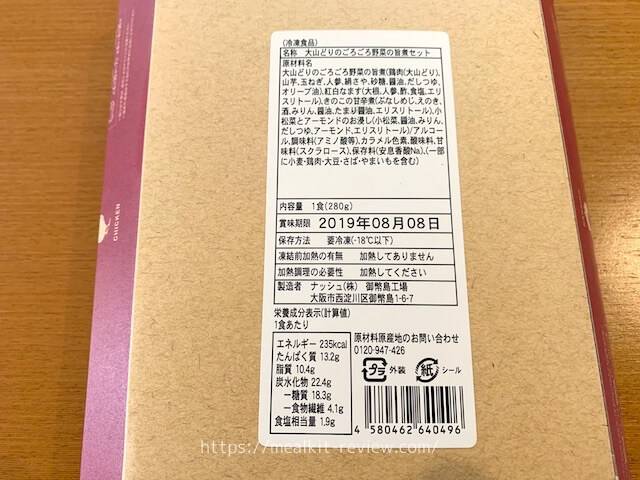 (冷凍食品)
名称 大山どりのごろごろ野菜の旨煮セット
原材料名
大山どりのごろごろ野菜の旨煮(鶏肉(大山どり),
山芋,玉ねぎ,人参,絹さや,砂糖,醤油,だしつゆ,
オリーブ油),紅白なます(大根,人参,酢,食塩,エリ
スリトール),きのこの甘辛煮(ぶなしめじ,えのき,
酒,みりん,醤油,たまり醤油,エリスリトール),小
松菜とアーモンドのお浸し(小松菜,醤油,みりん,
だしつゆ,アーモンド,エリスリトール)/アルコー
ル,調味料(アミノ酸等),カラメル色素,酸味料,甘
味料(スクラロース),保存料(安息香酸Na),(一部
に小麦・鶏肉・大豆・さば・やまいもを含む)
内容量 1食(280g)
賞味期限 2019年08月08日
保存方法 要冷凍(-18℃以下)
凍結前加熱の有無 加熱してありません
加熱調理の必要性 加熱してください
製造者 ナッシュ(株) 御幣島工場
大阪市西淀川区御幣島1-6-7
栄養成分表示(計算値)
1食あたり
エネルギー 235kcal
たんぱく質 13.2g
脂質 10.4g
炭水化物 22.4g
ー糖質 18.3g
ー食物繊維 4.1g
食塩相当量 1.9g
原材料原産地のお問い合わせ
0120-947-426
プラ 外装 紙 シール
4 580462 640496
CHICKEN
https://mealkit-review.com/